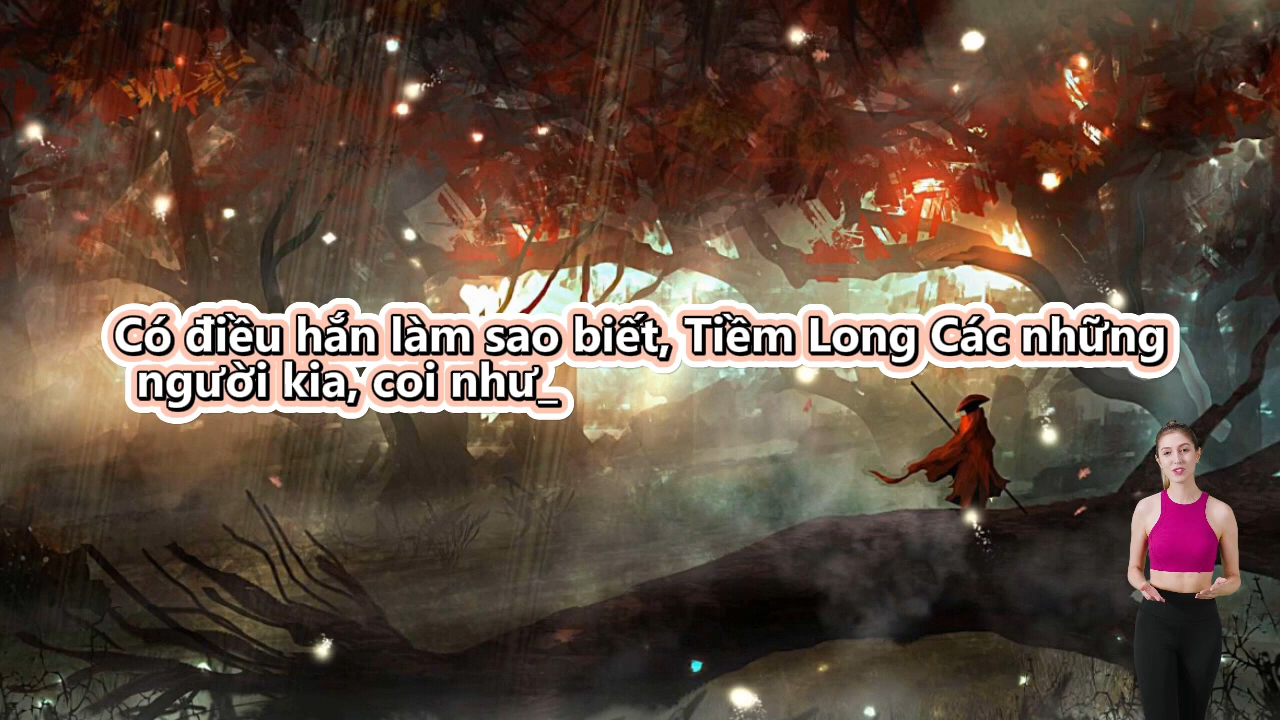 Có điều hắn làm sao biết, Tiềm Long Các những
người kia, coi như_